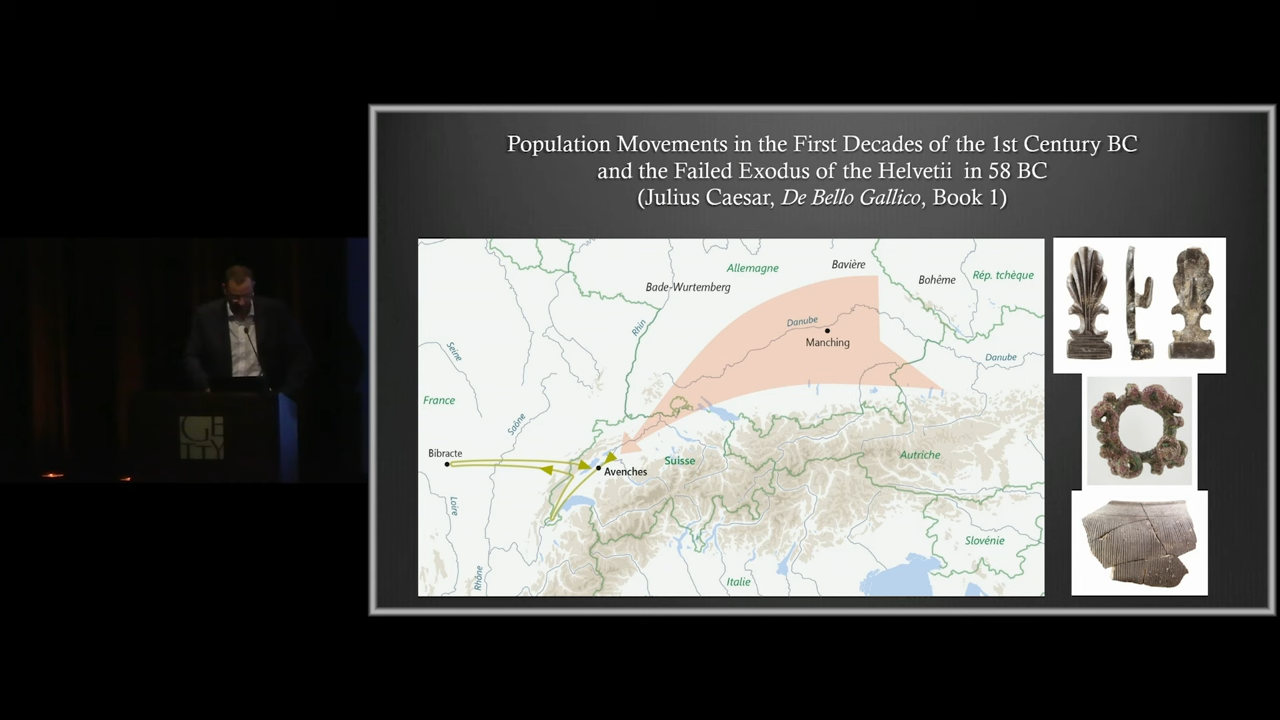 Population Movements in the First Decades of the 1st Century BC
and the Failed Exodus of the Helvetii in 58 BC
(Julius Caesar, De Bello Gallico, Book 1)
Allemagne
Bavière
Bade-Wurtemberg
Bohême
Rép. tchèque
Rhin
Danube
Manching
Danube
Seine
France
Saône
Bibracte
Avenches
Suisse
Autriche
Loire
Rhône
Italie
Slovénie
GE
TTY